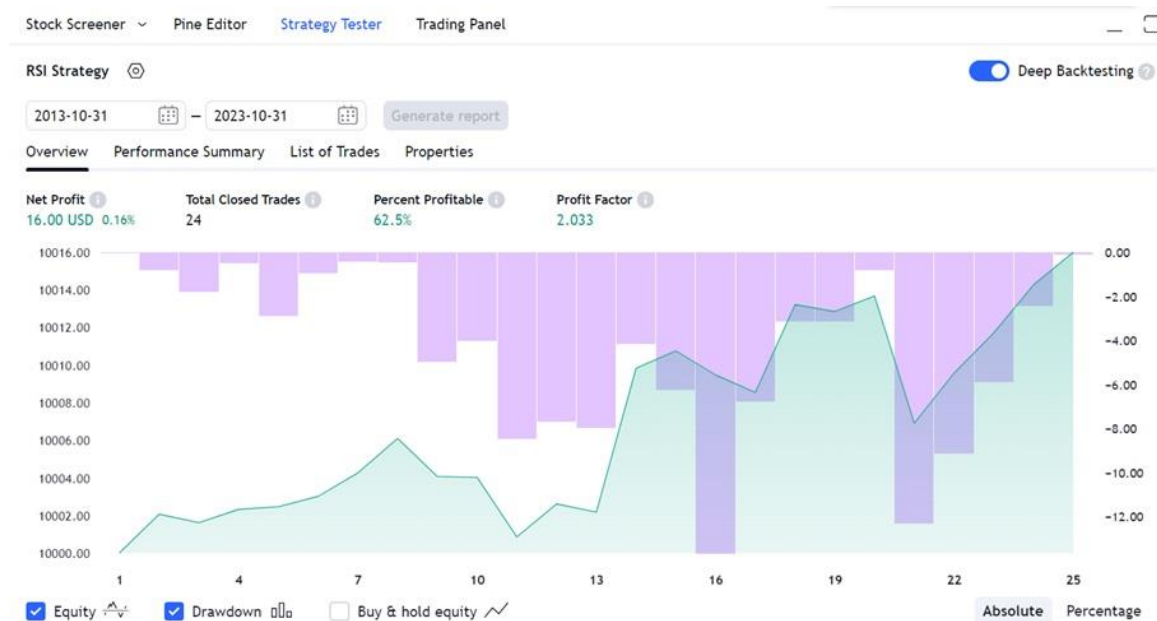 Stock Screener Pine Editor Strategy Tester Trading Panel
RSI Strategy Deep Backtesting ?
2013-10-31 – 2023-10-31 Generate report
Overview Performance Summary List of Trades Properties
Net Profit i Total Closed Trades i Percent Profitable i Profit Factor i
16.00 USD 0.16% 24 62.5% 2.033
10016.00 0.00
10014.00 -2.00
10012.00 -4.00
10010.00 -6.00
10008.00 -8.00
10006.00 -10.00
10004.00 -12.00
10002.00
10000.00
1 4 7 10 13 16 19 22 25
Equity Drawdown Buy & hold equity Absolute Percentage